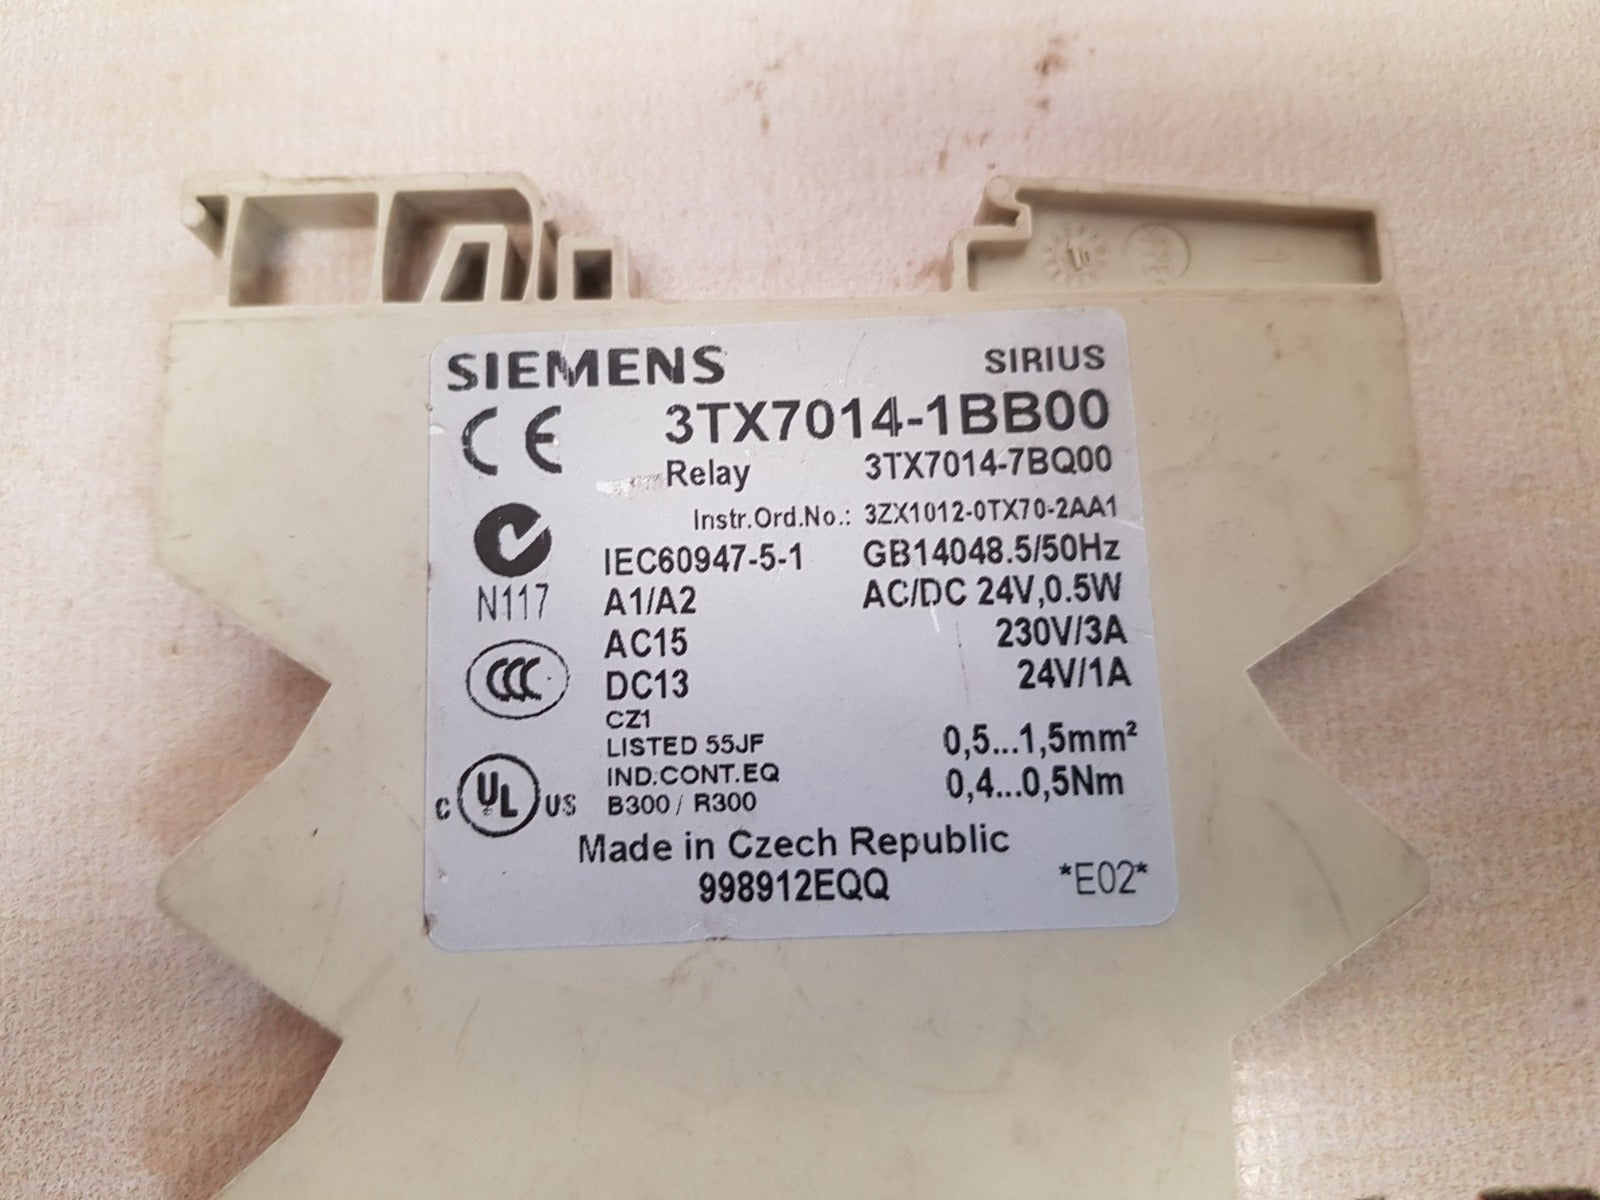 SIEMENS SIRIUS
CE 3TX7014-1BB00
Relay 3TX7014-7BQ00
Instr.Ord.No.: 3ZX1012-0TX70-2AA1
IEC60947-5-1 GB14048.5/50Hz
N117 A1/A2 AC/DC 24V,0.5W
AC15 230V/3A
CCC DC13 24V/1A
CZ1
LISTED 55JF 0,5...1,5mm²
IND.CONT.EQ 0,4...0,5Nm
C UL US B300 / R300
Made in Czech Republic
998912EQQ *E02*